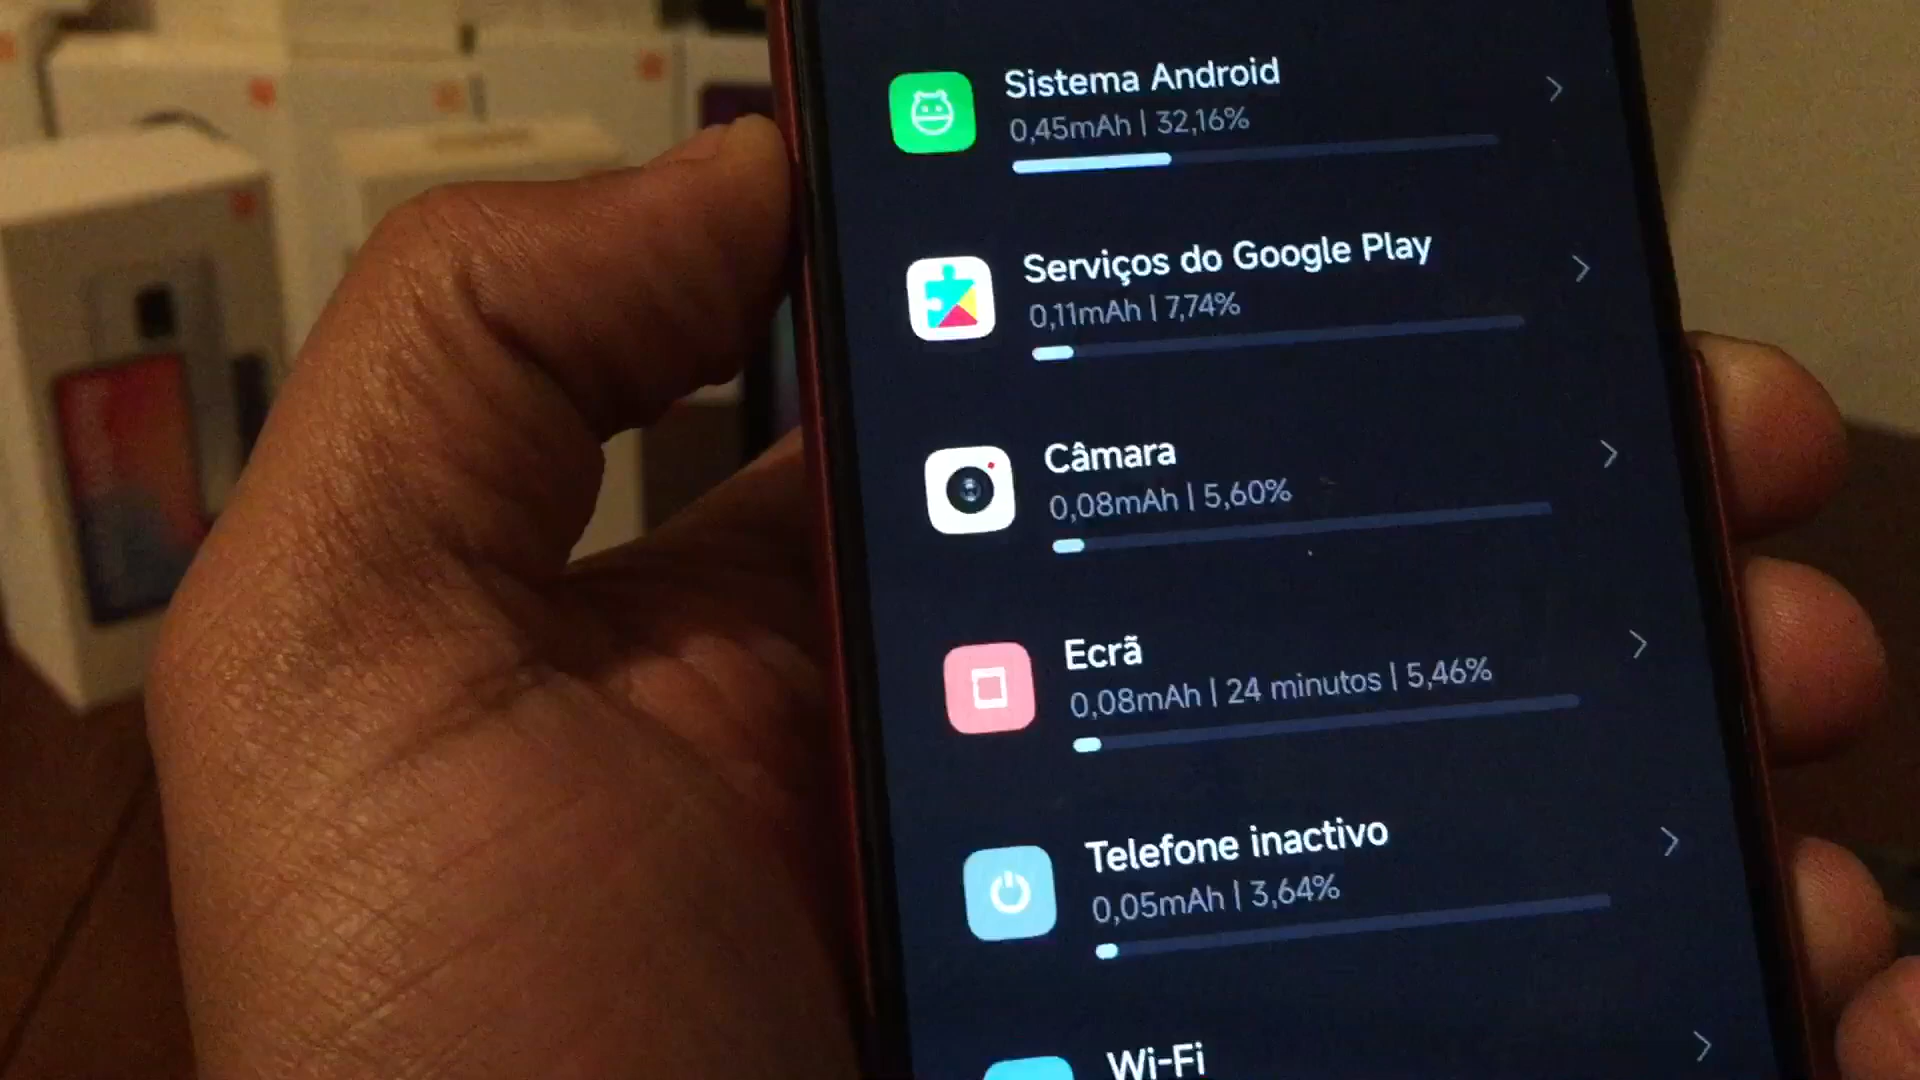 Sistema Android
0,45mAh | 32,16%
Serviços do Google Play
0,11mAh | 7,74%
Câmara
0,08mAh | 5,60%
Ecrã
0,08mAh | 24 minutos | 5,46%
Telefone inactivo
0,05mAh | 3,64%
Wi-Fi